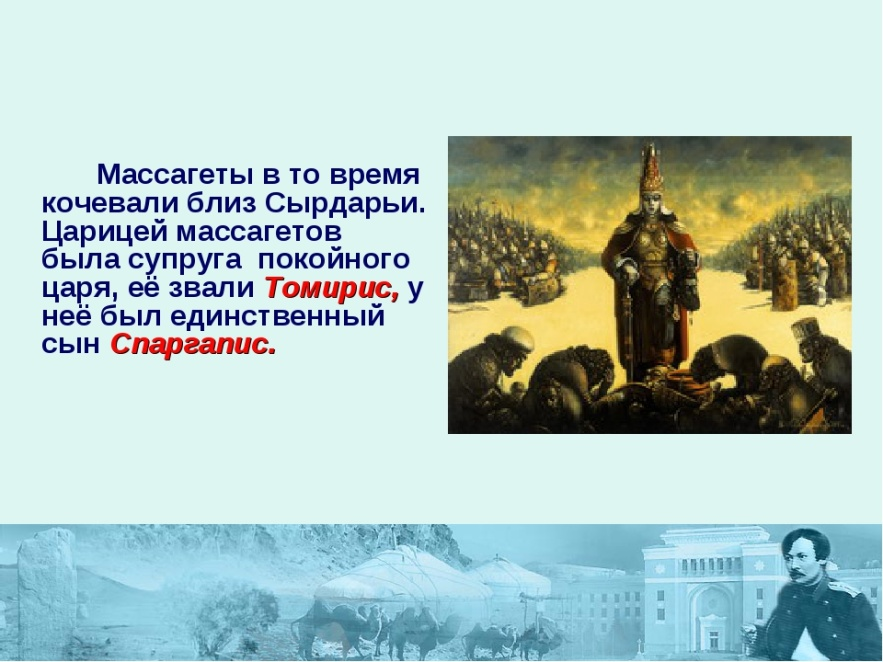 Массагеты в то время
кочевали близ Сырдарьи.
Царицей массагетов
была супруга  покойного
царя, её звали Томирис, у
неё был единственный
сын Спаргапис.